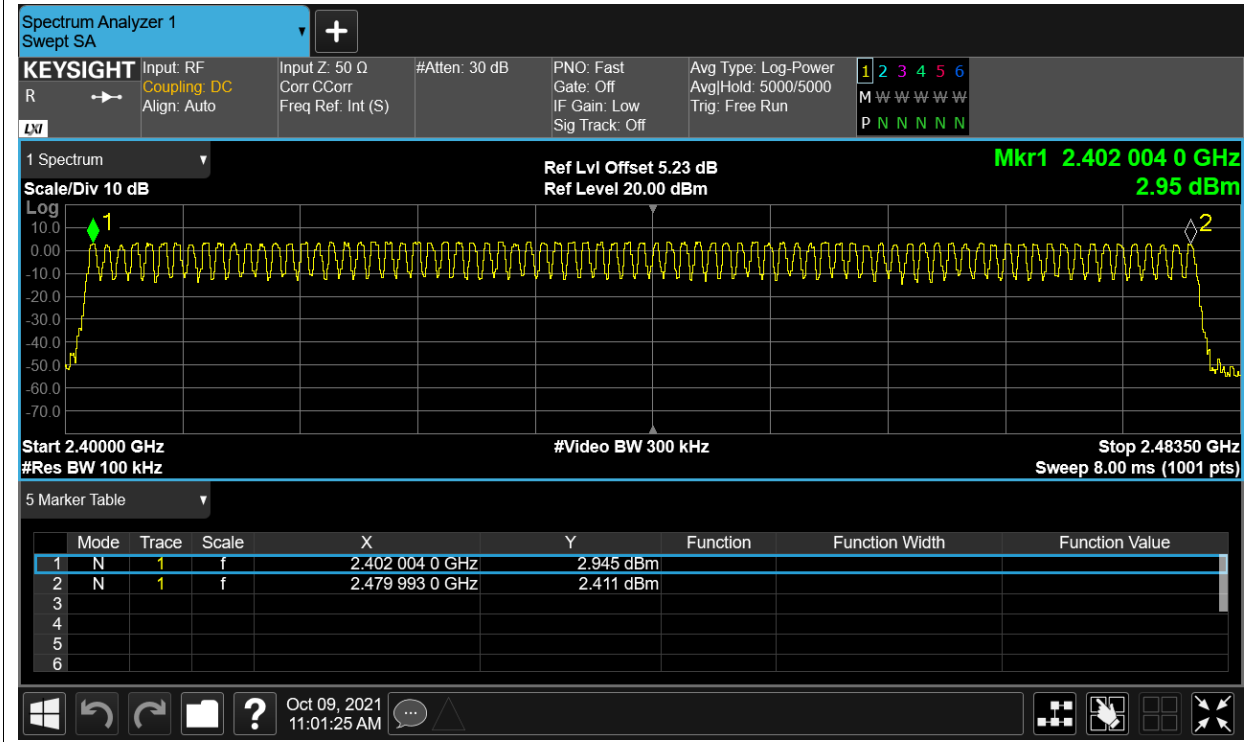 Spectrum Analyzer 1
Swept SA
KEYSIGHT
R
LXI
Input: RF
Coupling: DC
Align: Auto
Input Z: 50 Ω
Corr CCorr
Freq Ref: Int (S)
#Atten: 30 dB
PNO: Fast
Gate: Off
IF Gain: Low
Sig Track: Off
Avg Type: Log-Power
Avg|Hold: 5000/5000
Trig: Free Run
1 2 3 4 5 6
M W W W W W
P N N N N N
1 Spectrum
Scale/Div 10 dB
Ref Lvl Offset 5.23 dB
Ref Level 20.00 dBm
Mkr1 2.402 004 0 GHz
2.95 dBm
Log
10.0
0.00
-10.0
-20.0
-30.0
-40.0
-50.0
-60.0
-70.0
1
2
Start 2.40000 GHz
#Res BW 100 kHz
#Video BW 300 kHz
Stop 2.48350 GHz
Sweep 8.00 ms (1001 pts)
5 Marker Table
Mode Trace Scale X Y Function Function Width Function Value
1 N 1 f 2.402 004 0 GHz 2.945 dBm
2 N 1 f 2.479 993 0 GHz 2.411 dBm
3
4
5
6
?
Oct 09, 2021
11:01:25 AM